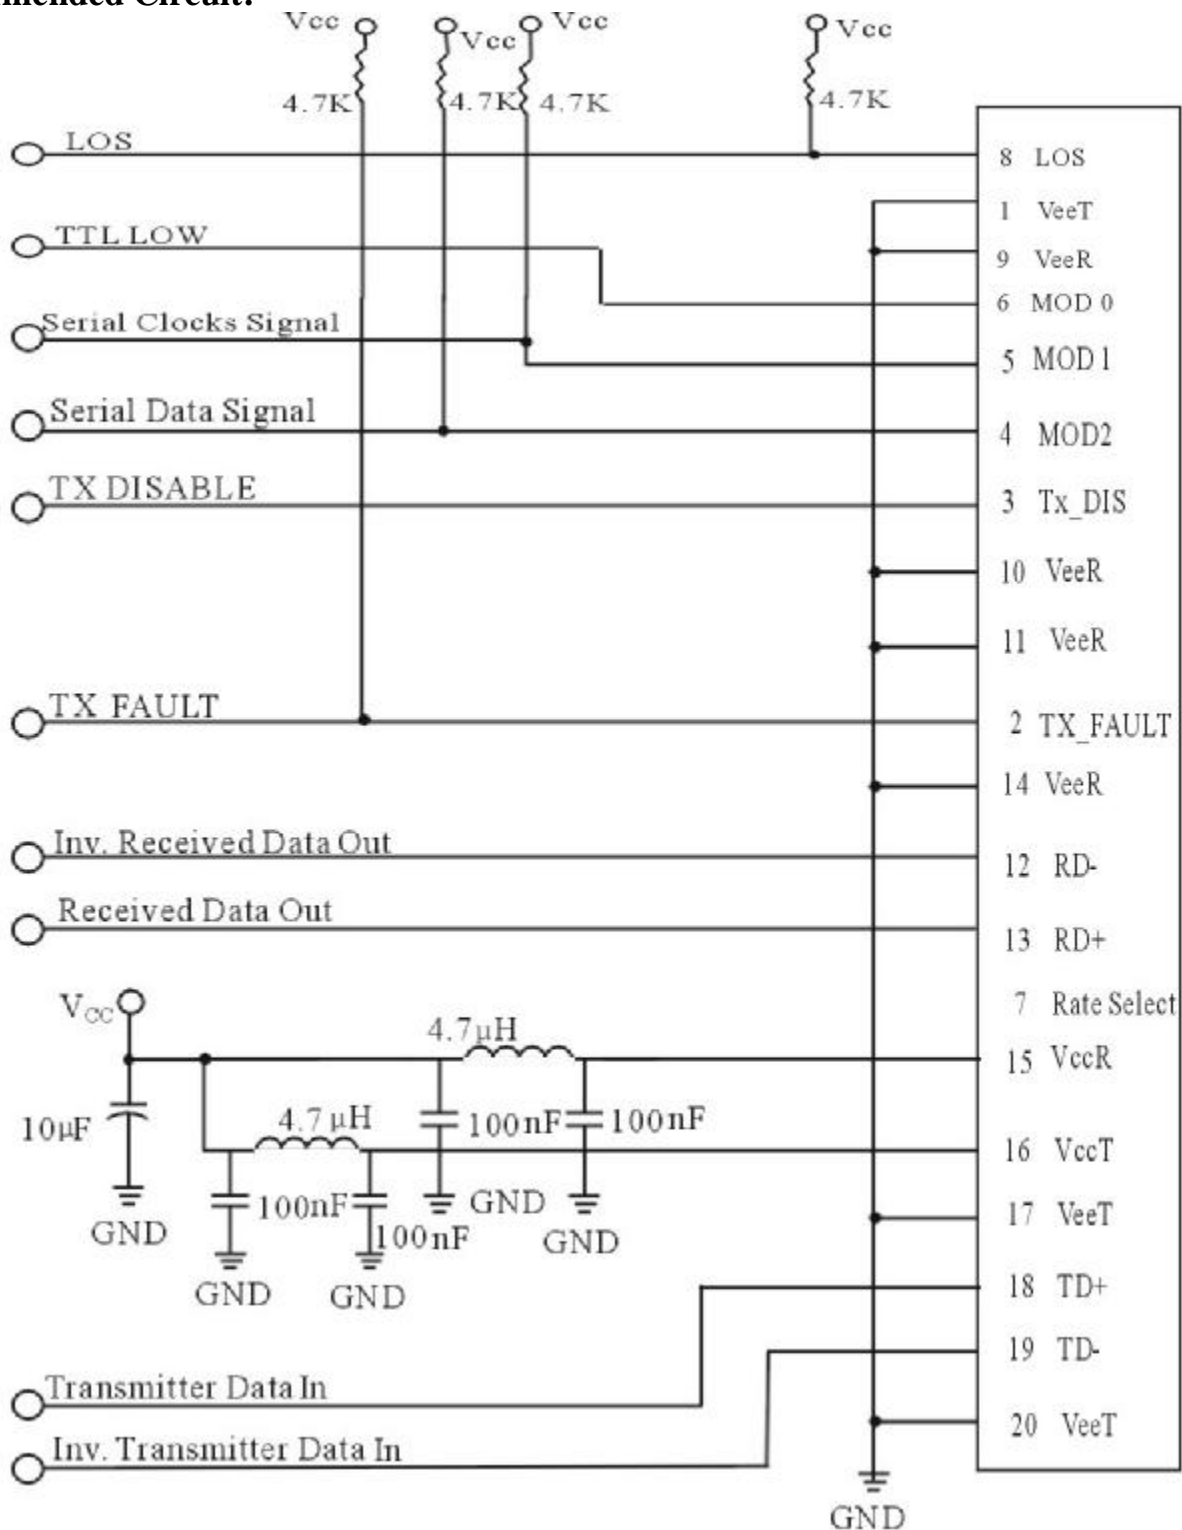 Circuit:
Vcc
Vcc
Vcc
Vcc
4.7K
4.7K
4.7K
4.7K
LOS
8 LOS
1 VeeT
TTL LOW
9 VeeR
6 MOD 0
Serial Clocks Signal
5 MOD 1
Serial Data Signal
4 MOD2
TX DISABLE
3 Tx_DIS
10 VeeR
11 VeeR
TX FAULT
2 TX_FAULT
14 VeeR
Inv. Received Data Out
12 RD-
Received Data Out
13 RD+
VCC
7 Rate Select
4.7μH
15 VccR
10μF
4.7μH
100nF
100nF
16 VccT
GND
100nF
100nF
GND
GND
17 VeeT
GND
GND
18 TD+
19 TD-
Transmitter Data In
20 VeeT
Inv. Transmitter Data In
GND